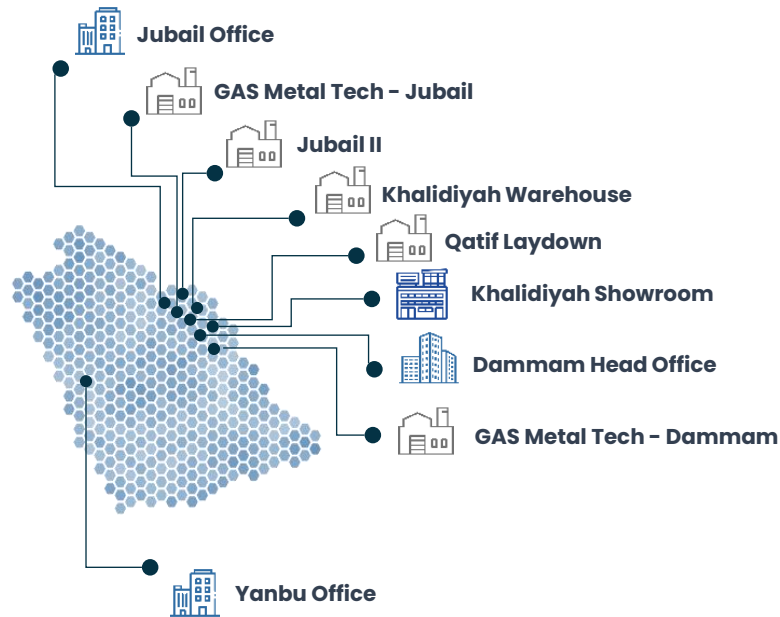 Jubail Office
GAS Metal Tech - Jubail
Jubail II
Khalidiyah Warehouse
Qatif Laydown
Khalidiyah Showroom
Dammam Head Office
GAS Metal Tech - Dammam
Yanbu Office